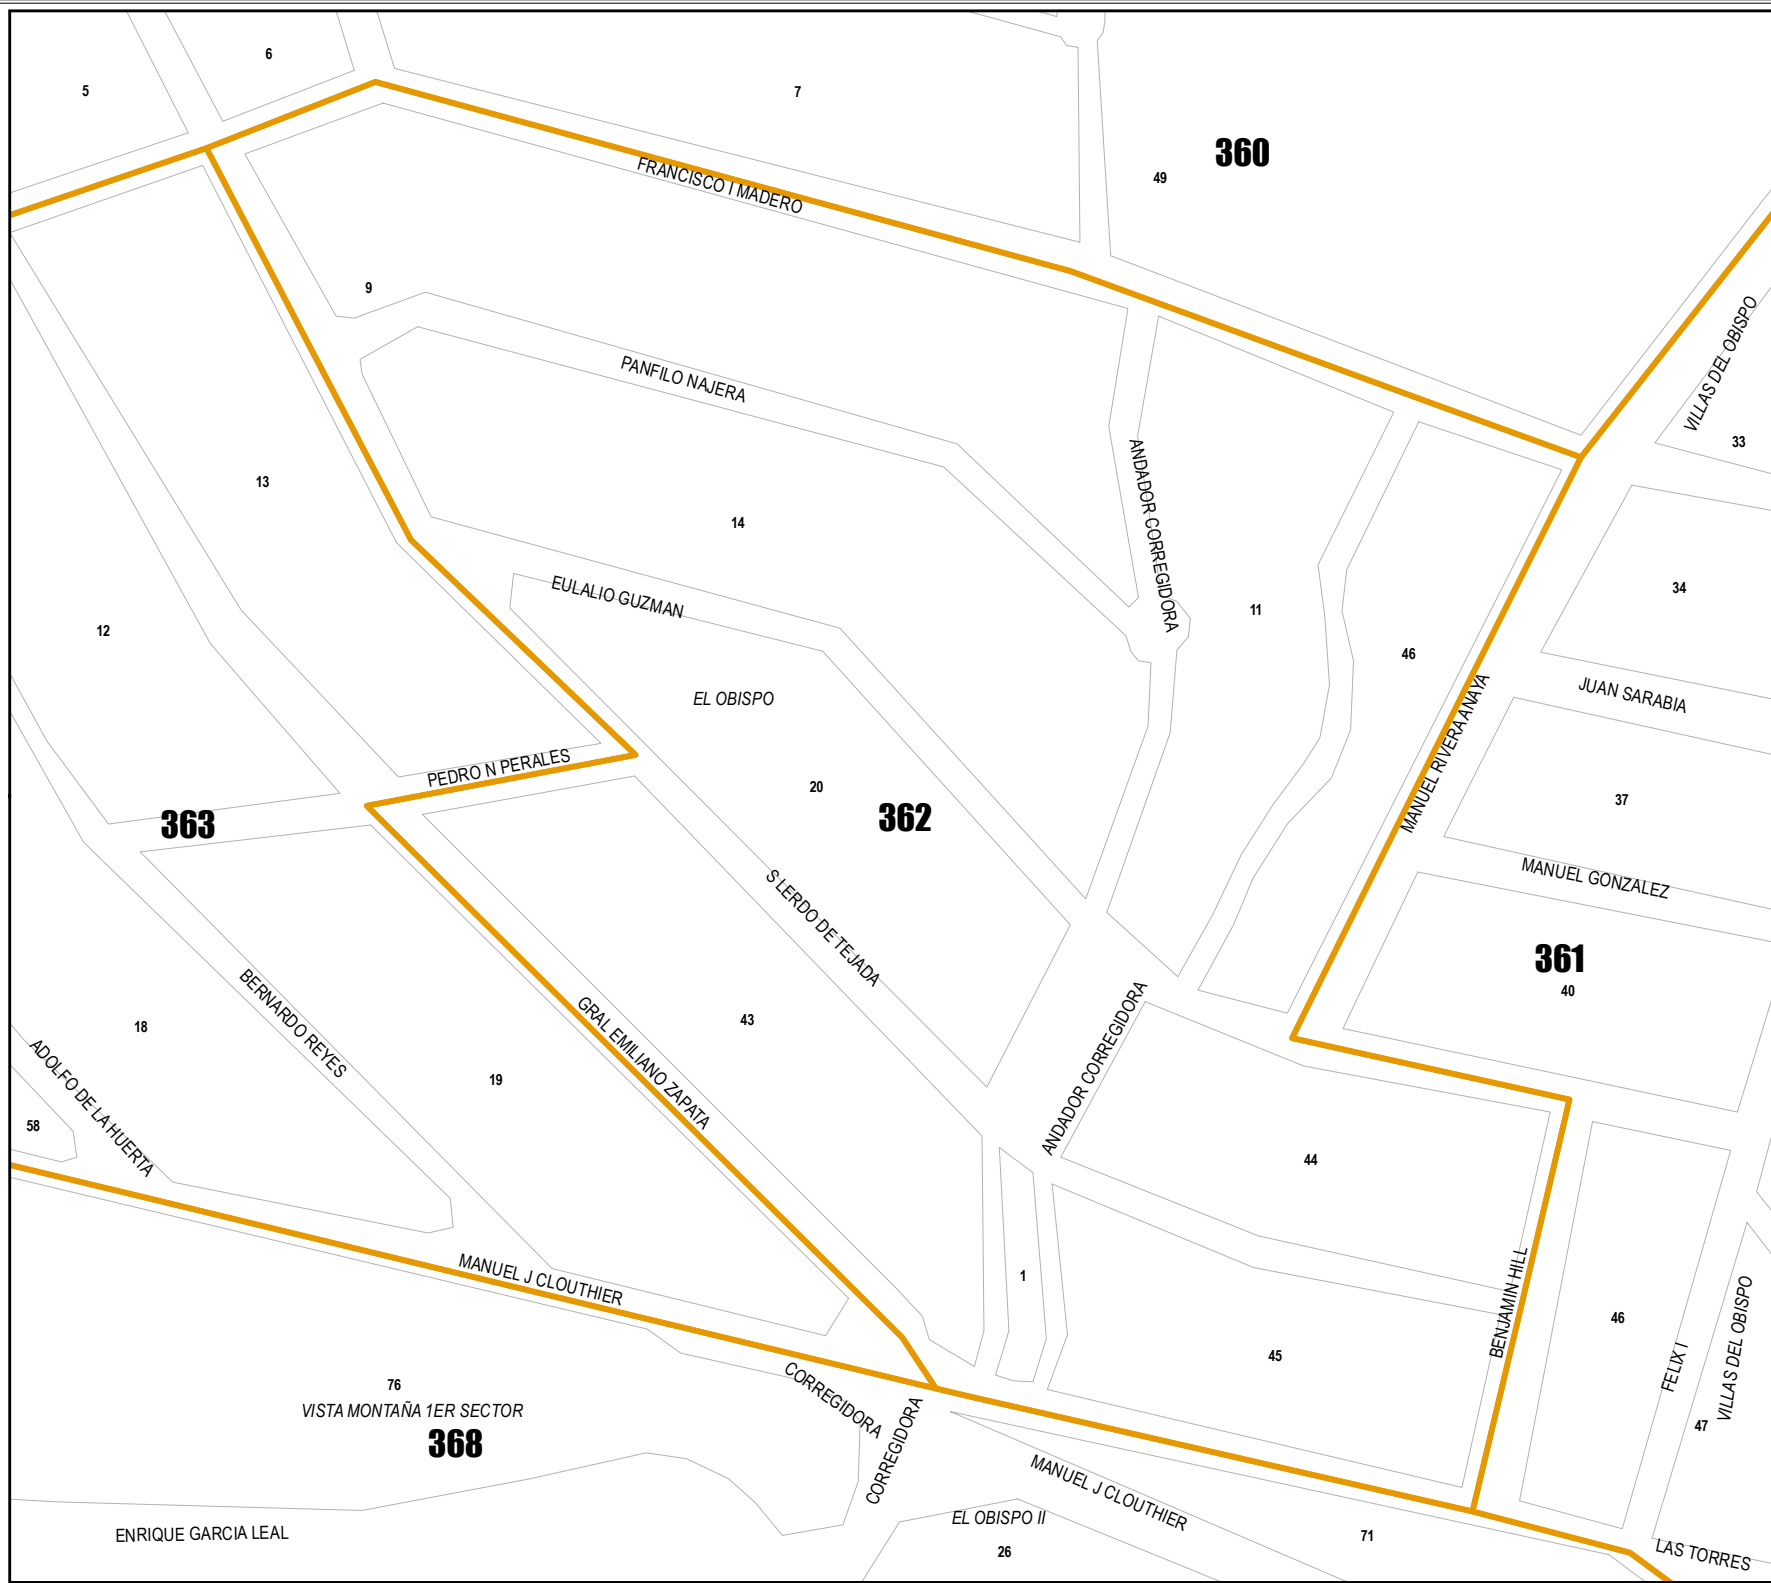 6
5
7
360
49
FRANCISCO I MADERO
9
VILLAS DEL OBISPO
PANFILO NAJERA
33
ANDADOR CORREGIDORA
13
14
EULALIO GUZMAN
34
11
12
46
JUAN SARABIA
EL OBISPO
MANUEL RIVERA ANAYA
PEDRO N PERALES
20
37
362
363
MANUEL GONZALEZ
S LERDO DE TEJADA
361
40
BERNARDO REYES
18
43
GRAL EMILIANO ZAPATA
ANDADOR CORREGIDORA
19
ADOLFO DE LA HUERTA
58
44
1
MANUEL J CLOUTHIER
BENJAMIN HILL
46
45
FELIX I
VILLAS DEL OBISPO
76
CORREGIDORA
VISTA MONTAÑA 1ER SECTOR
47
368
CORREGIDORA
MANUEL J CLOUTHIER
EL OBISPO II
ENRIQUE GARCIA LEAL
71
26
LAS TORRES